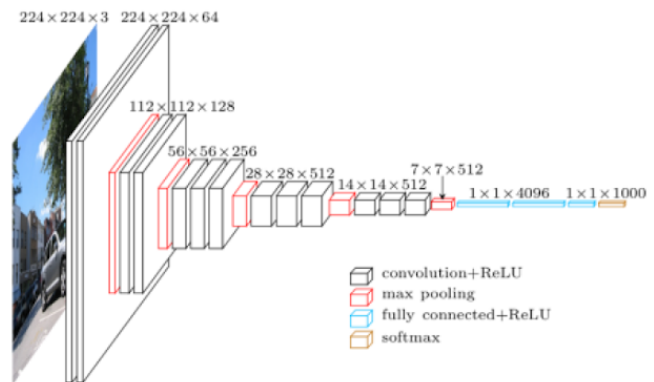 224×224×3
224×224×64
112×112×128
56×56×256
28×28×512
14×14×512
7×7×512
1×1×4096
1×1×1000
convolution+ReLU
max pooling
fully connected+ReLU
softmax